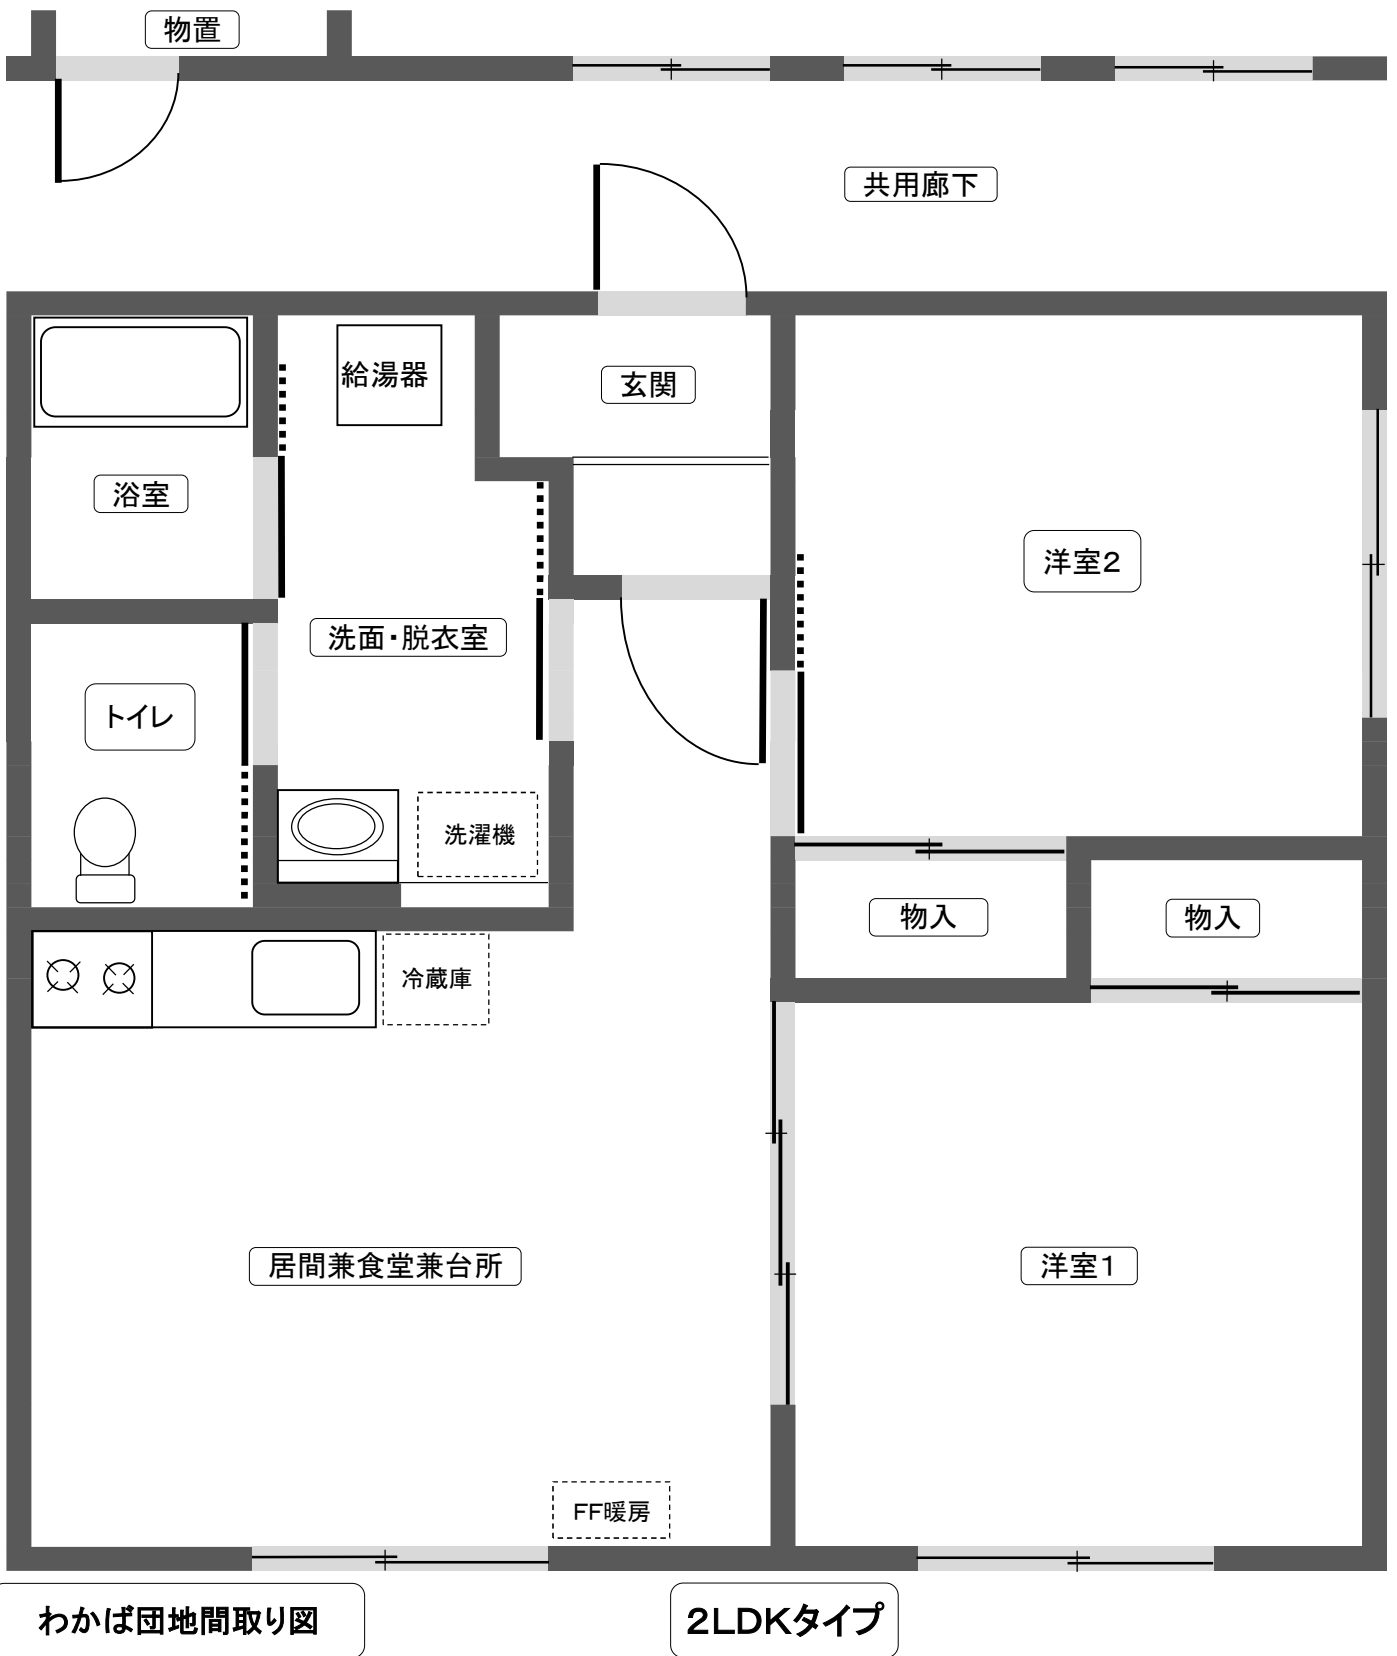 物置
共用廊下
給湯器
玄関
浴室
洋室2
洗面・脱衣室
トイレ
洗濯機
物入
物入
冷蔵庫
居間兼食堂兼台所
洋室1
FF暖房
わかば団地間取り図
2LDKタイプ